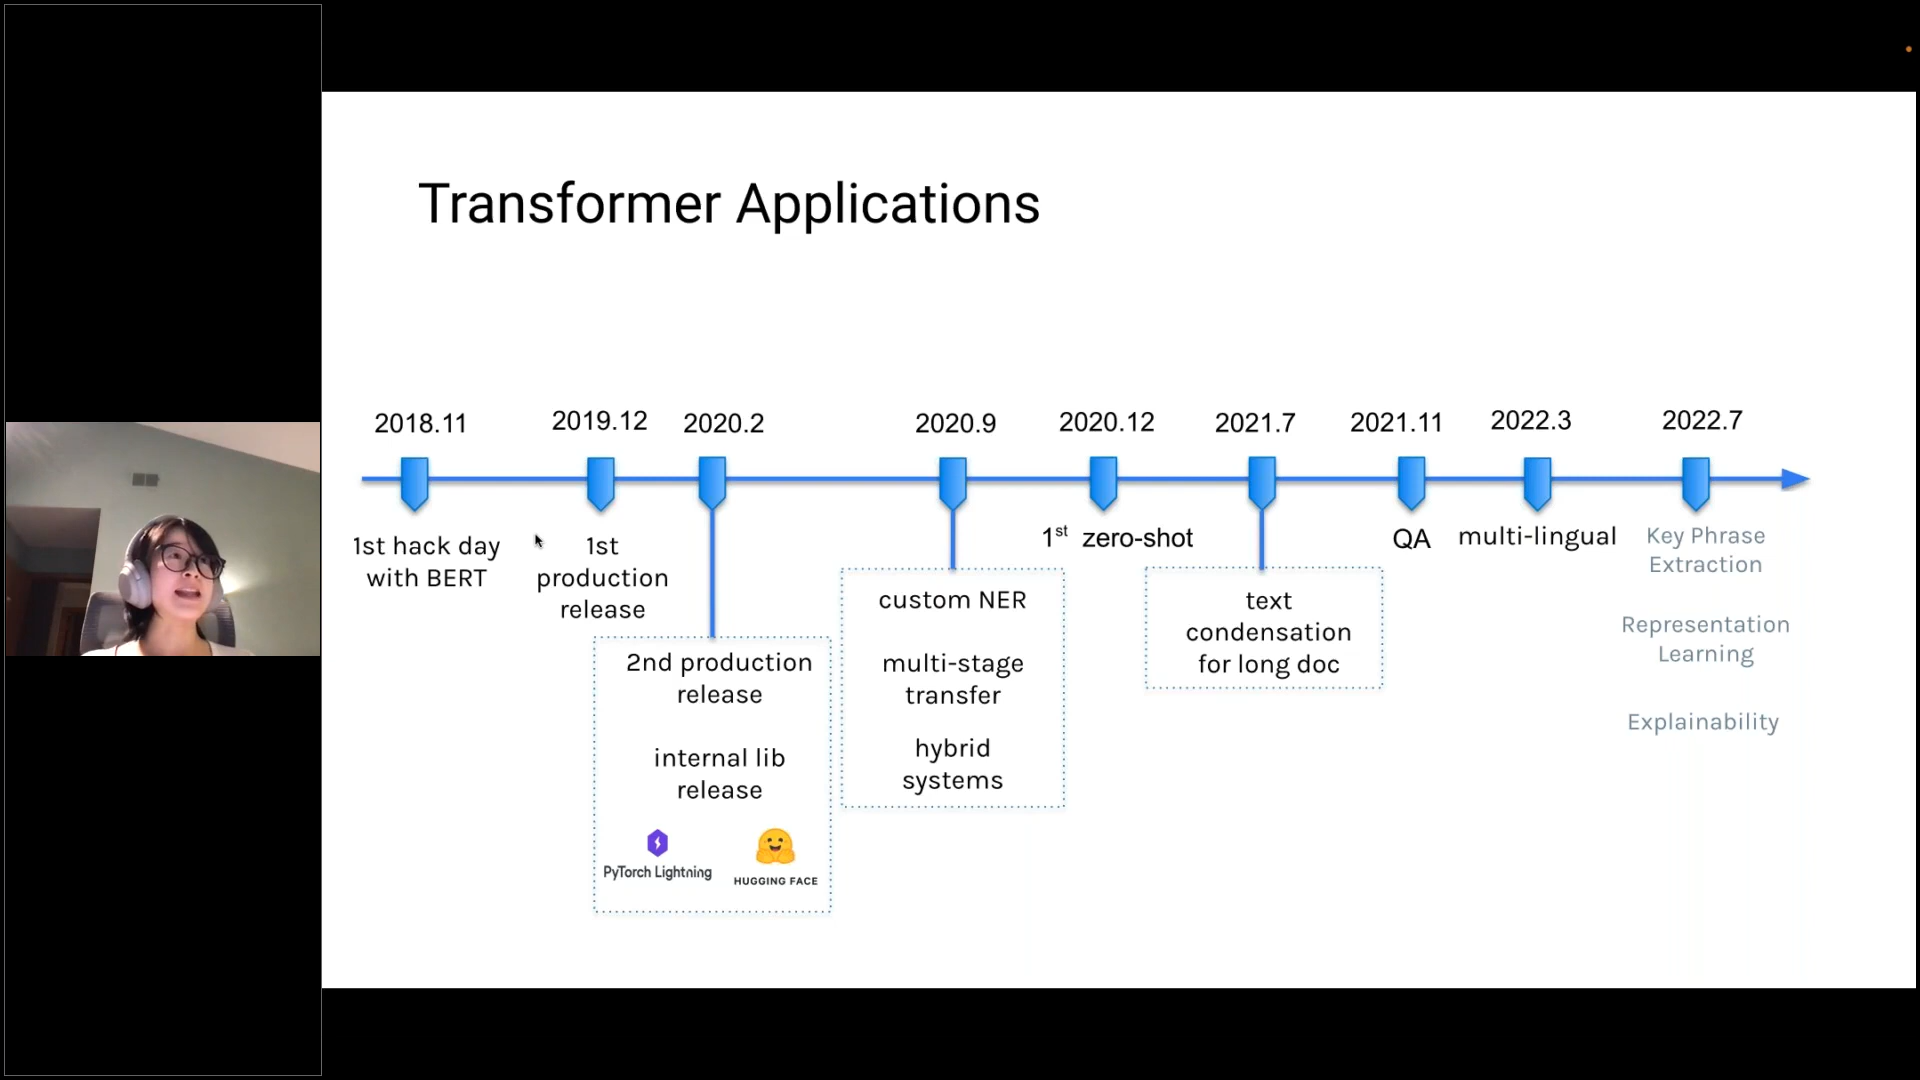 Transformer Applications
2018.11
2019.12
2020.2
2020.9
2020.12
2021.7
2021.11
2022.3
2022.7
1st hack day
with BERT
1st
production
release
2nd production
release
internal lib
release
PyTorch Lightning
HUGGING FACE
custom NER
multi-stage
transfer
hybrid
systems
1st zero-shot
text
condensation
for long doc
QA
multi-lingual
Key Phrase
Extraction
Representation
Learning
Explainability